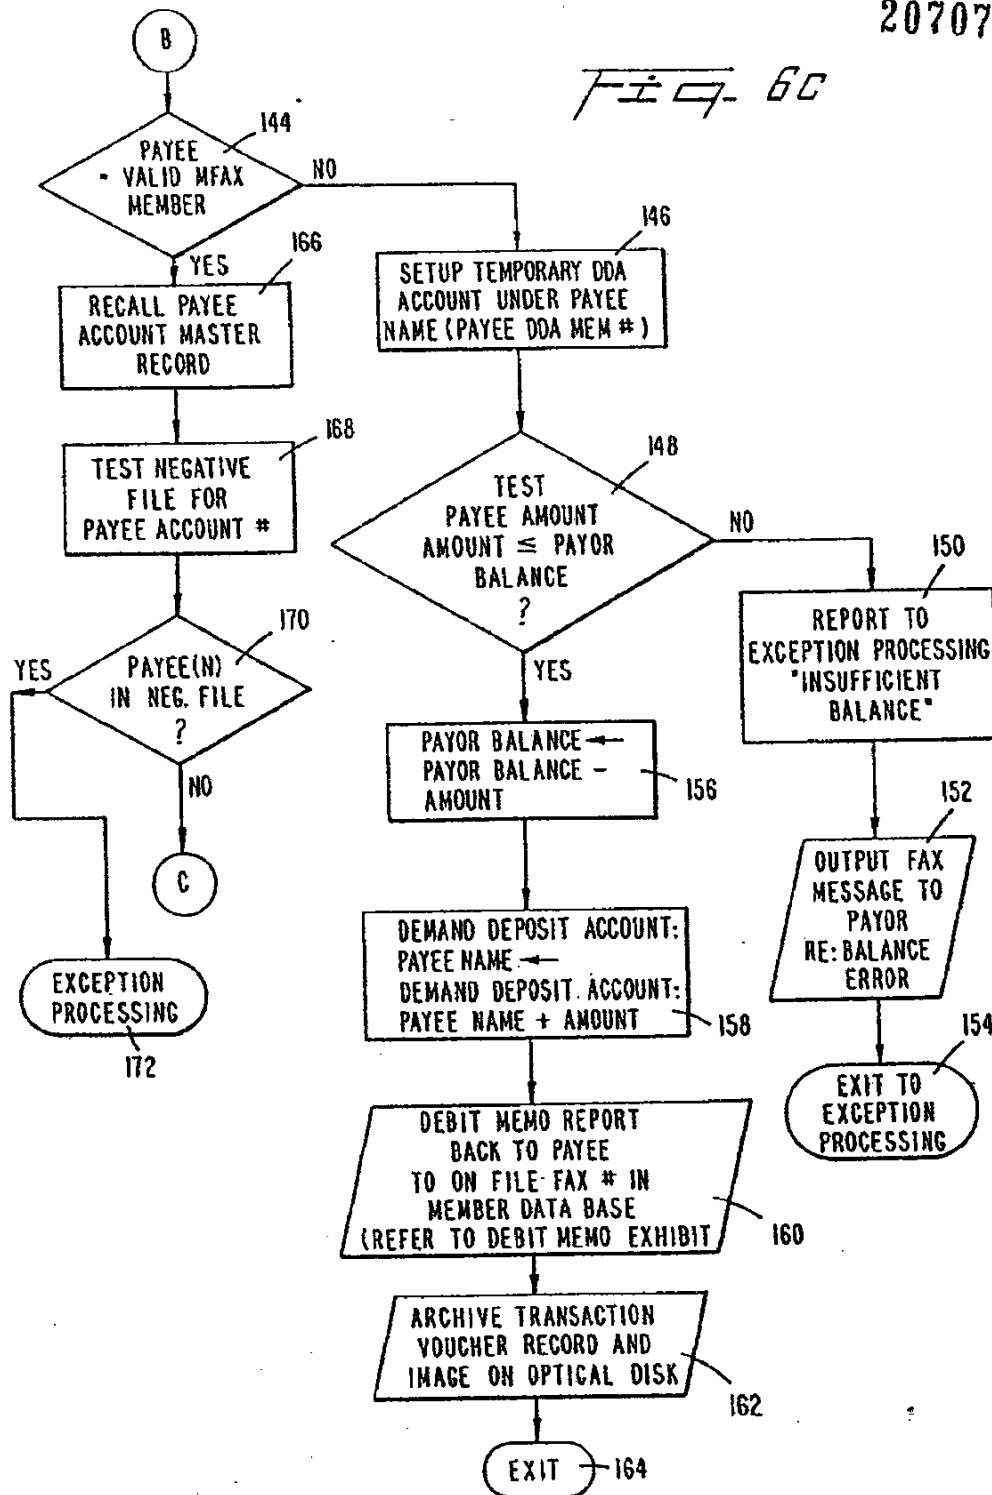 20707
Fig. 6C
B
144
PAYEE
= VALID MFAX
MEMBER
NO
YES
166
RECALL PAYEE
ACCOUNT MASTER
RECORD
168
TEST NEGATIVE
FILE FOR
PAYEE ACCOUNT #
170
PAYEE(N)
IN NEG. FILE
?
YES
NO
C
EXCEPTION
PROCESSING
172
146
SETUP TEMPORARY DDA
ACCOUNT UNDER PAYEE
NAME (PAYEE DDA MEM #)
148
TEST
PAYEE AMOUNT
AMOUNT ≤ PAYOR
BALANCE
?
NO
YES
PAYOR BALANCE ←
PAYOR BALANCE -
AMOUNT
156
DEMAND DEPOSIT ACCOUNT:
PAYEE NAME ←
DEMAND DEPOSIT ACCOUNT:
PAYEE NAME + AMOUNT
158
DEBIT MEMO REPORT
BACK TO PAYEE
TO ON FILE FAX # IN
MEMBER DATA BASE
(REFER TO DEBIT MEMO EXHIBIT
160
ARCHIVE TRANSACTION
VOUCHER RECORD AND
IMAGE ON OPTICAL DISK
162
EXIT
164
150
REPORT TO
EXCEPTION PROCESSING
"INSUFFICIENT
BALANCE"
152
OUTPUT FAX
MESSAGE TO
PAYOR
RE: BALANCE
ERROR
154
EXIT TO
EXCEPTION
PROCESSING